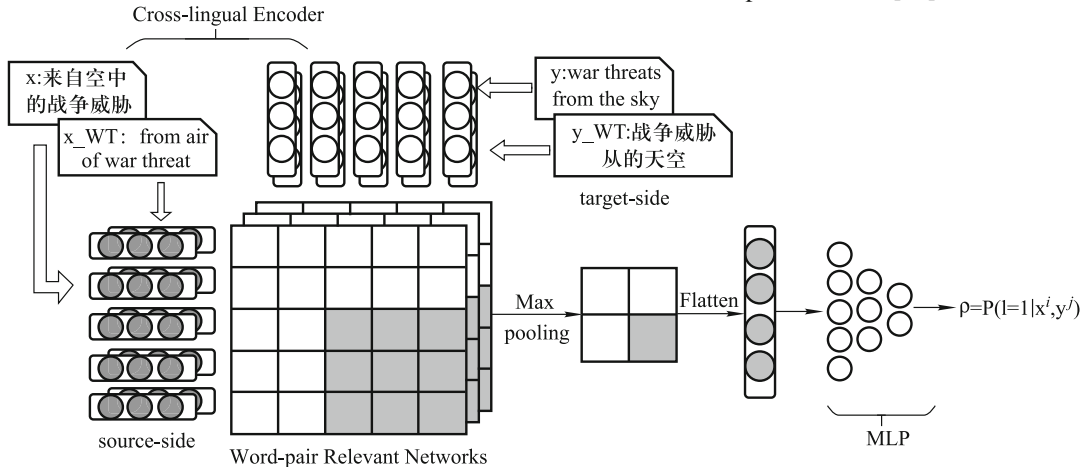 Cross-lingual Encoder
x:来自空中
的战争威胁
x_WT: from air
of war threat
y:war threats
from the sky
y_WT:战争威胁
从的天空
target-side
source-side
Word-pair Relevant Networks
Max
pooling
Flatten
ρ=P(l=1|xⁱ,yʲ)
MLP